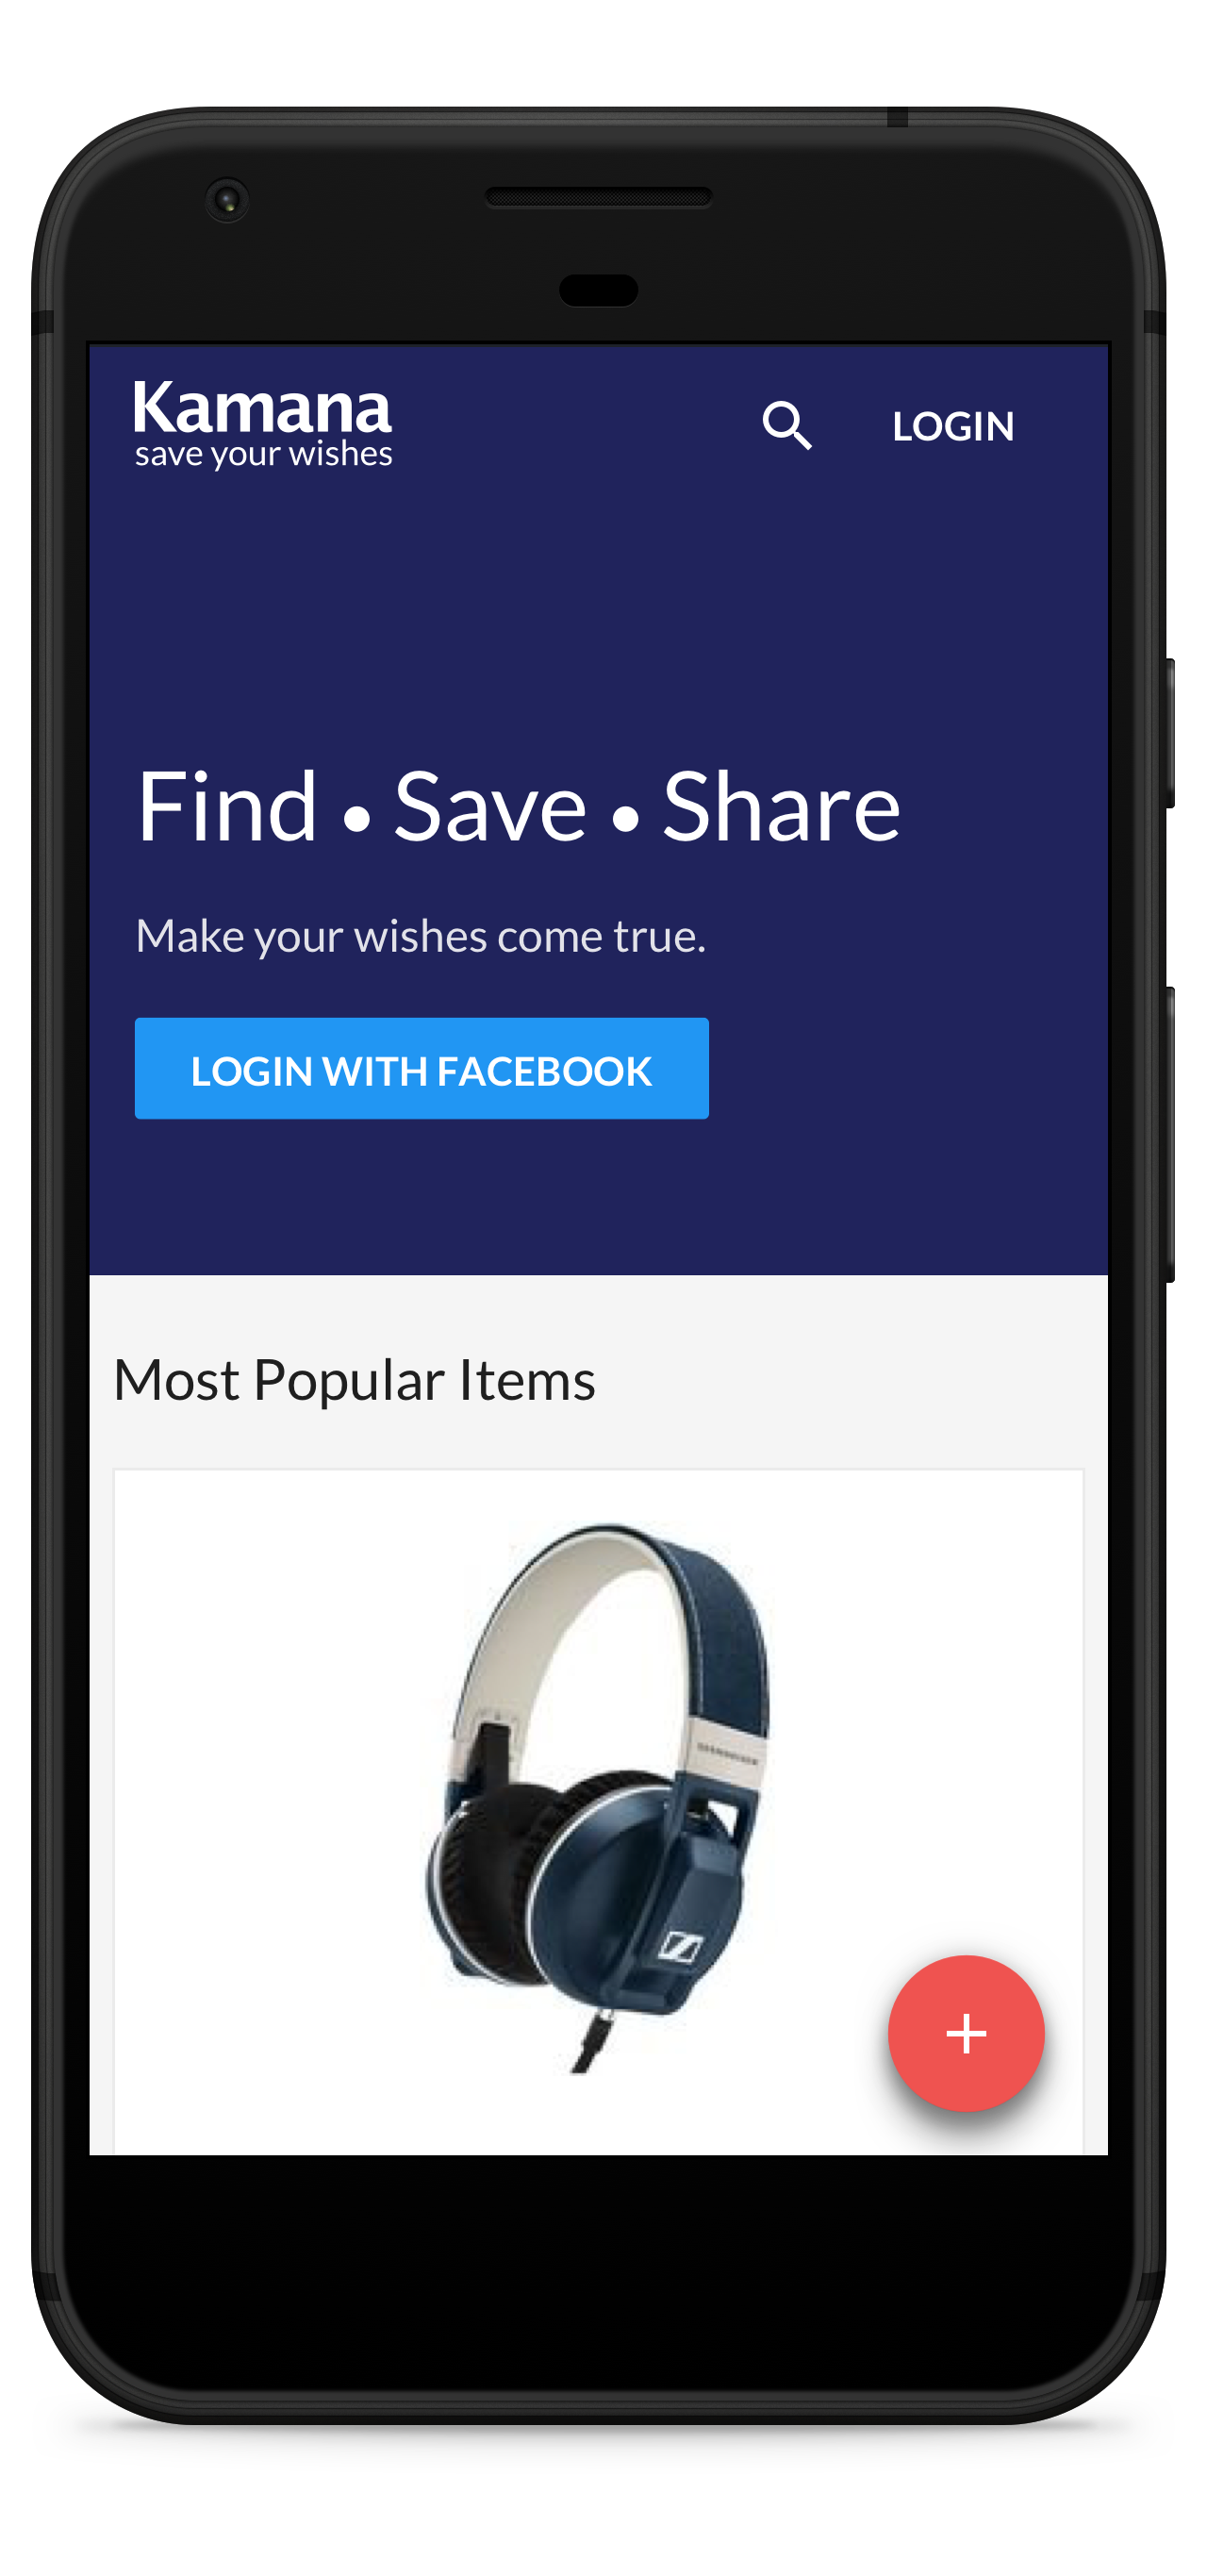 Kamana
save your wishes
LOGIN
Find • Save • Share
Make your wishes come true.
LOGIN WITH FACEBOOK
Most Popular Items